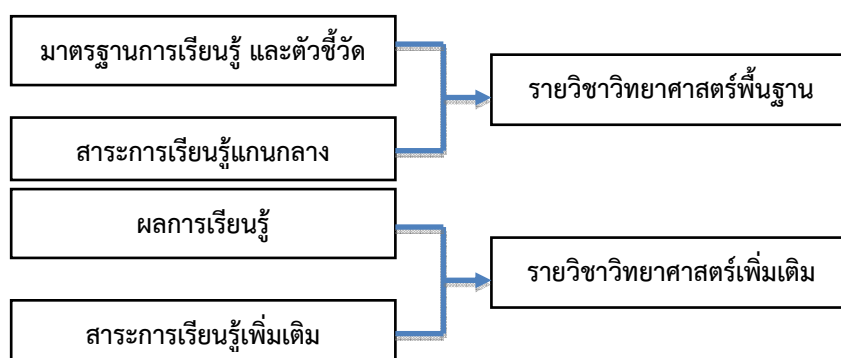 มาตรฐานการเรียนรู้ และตัวชี้วัด
รายวิชาวิทยาศาสตร์พื้นฐาน
สาระการเรียนรู้แกนกลาง
ผลการเรียนรู้
รายวิชาวิทยาศาสตร์เพิ่มเติม
สาระการเรียนรู้เพิ่มเติม